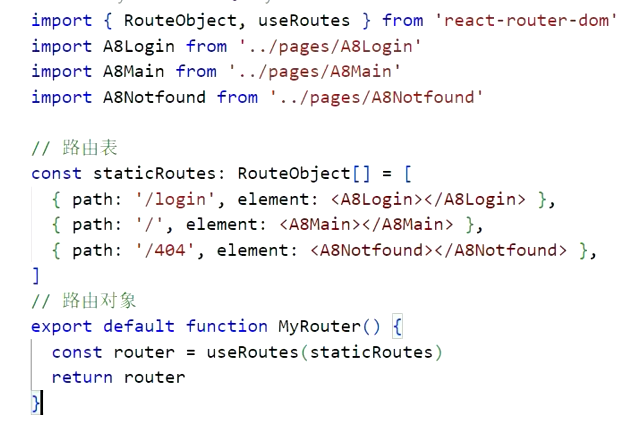 import { RouteObject, useRoutes } from 'react-router-dom'
import A8Login from '../pages/A8Login'
import A8Main from '../pages/A8Main'
import A8Notfound from '../pages/A8Notfound'
// 路由表
const staticRoutes: RouteObject[] = [
{ path: '/login', element: <A8Login></A8Login> },
{ path: '/', element: <A8Main></A8Main> },
{ path: '/404', element: <A8Notfound></A8Notfound> },
]
// 路由对象
export default function MyRouter() {
const router = useRoutes(staticRoutes)
return router
}